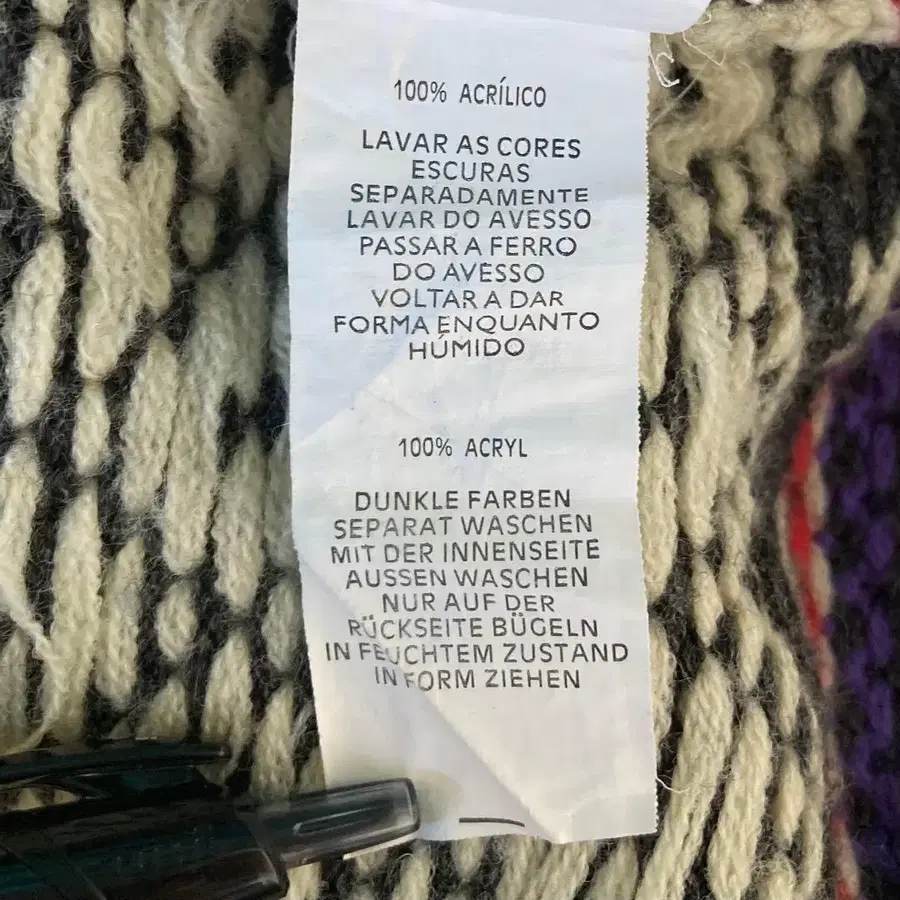 100% ACRÍLICO
LAVAR AS CORES
ESCURAS
SEPARADAMENTE
LAVAR DO AVESSO
PASSAR A FERRO
DO AVESSO
VOLTAR A DAR
FORMA ENQUANTO
HÚMIDO
100% ACRYL
DUNKLE FARBEN
SEPARAT WASCHEN
MIT DER INNENSEITE
AUSSEN WASCHEN
NUR AUF DER
RÜCKSEITE BÜGELN
IN FEUCHTEM ZUSTAND
IN FORM ZIEHEN